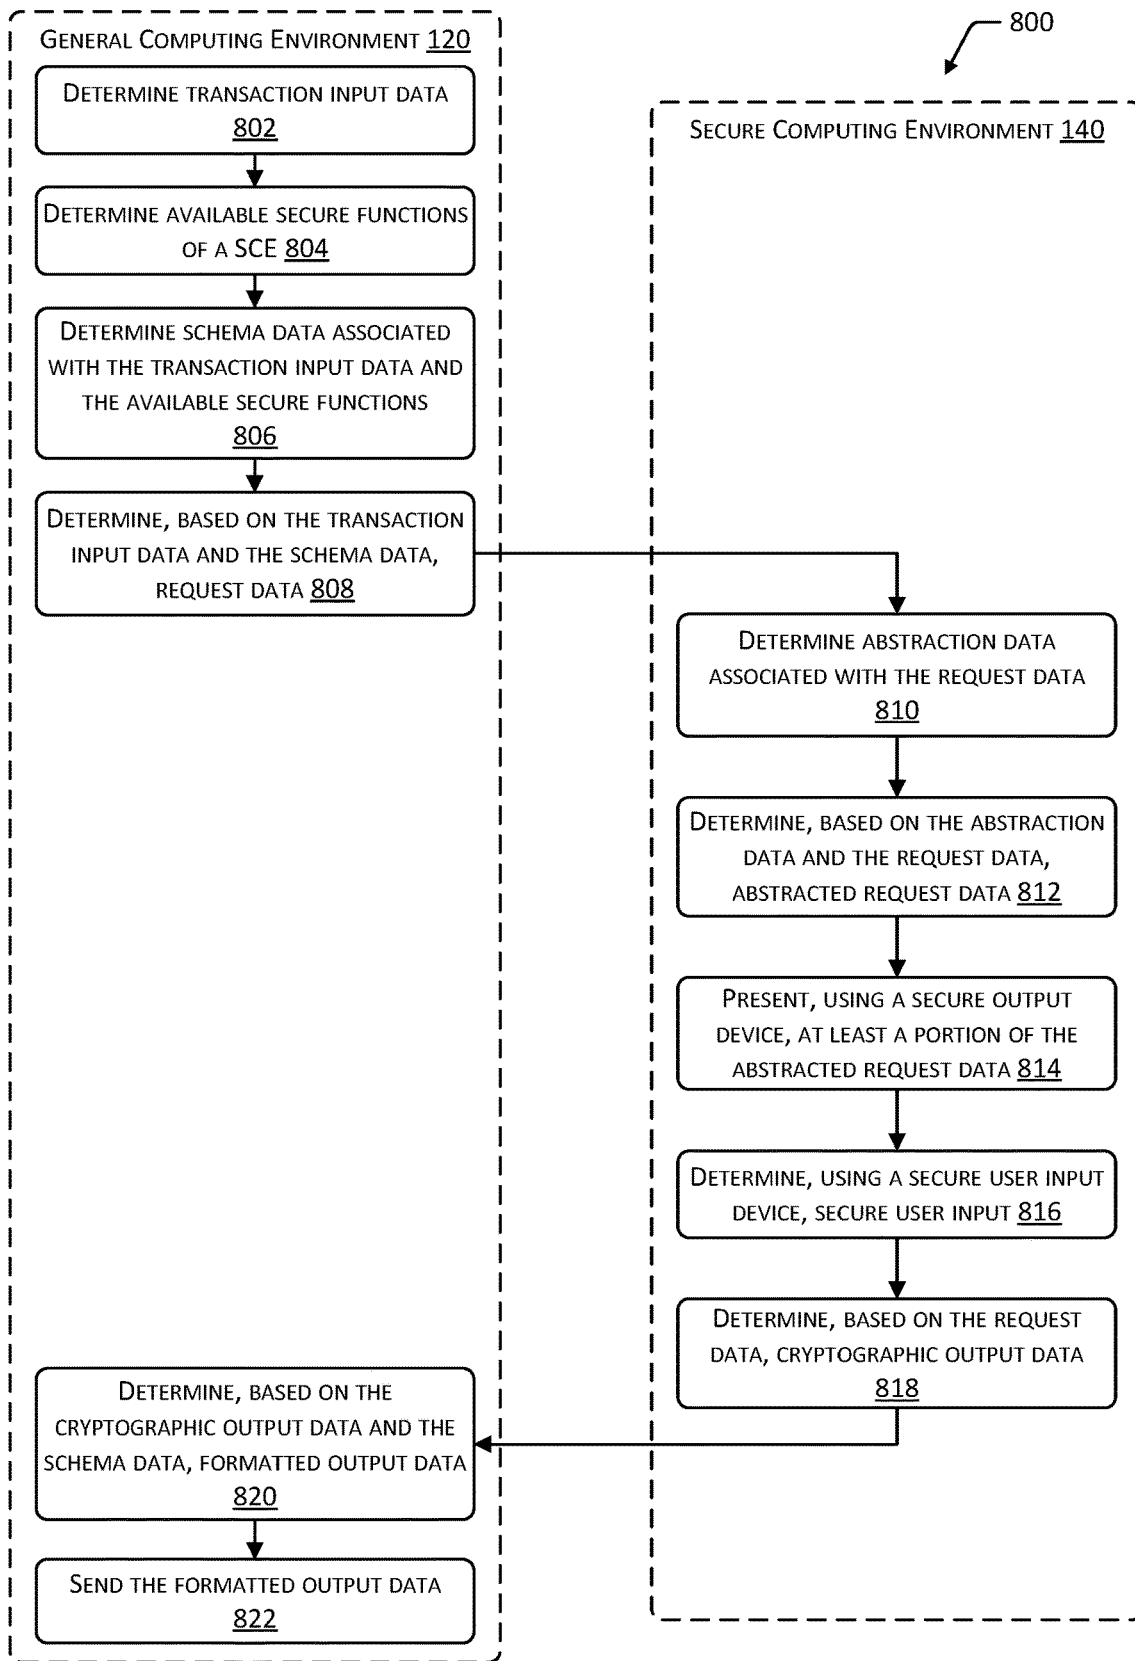 800
GENERAL COMPUTING ENVIRONMENT 120
DETERMINE TRANSACTION INPUT DATA
802
DETERMINE AVAILABLE SECURE FUNCTIONS
OF A SCE 804
DETERMINE SCHEMA DATA ASSOCIATED
WITH THE TRANSACTION INPUT DATA AND
THE AVAILABLE SECURE FUNCTIONS
806
DETERMINE, BASED ON THE TRANSACTION
INPUT DATA AND THE SCHEMA DATA,
REQUEST DATA 808
SECURE COMPUTING ENVIRONMENT 140
DETERMINE ABSTRACTION DATA
ASSOCIATED WITH THE REQUEST DATA
810
DETERMINE, BASED ON THE ABSTRACTION
DATA AND THE REQUEST DATA,
ABSTRACTED REQUEST DATA 812
PRESENT, USING A SECURE OUTPUT
DEVICE, AT LEAST A PORTION OF THE
ABSTRACTED REQUEST DATA 814
DETERMINE, USING A SECURE USER INPUT
DEVICE, SECURE USER INPUT 816
DETERMINE, BASED ON THE REQUEST
DATA, CRYPTOGRAPHIC OUTPUT DATA
818
DETERMINE, BASED ON THE
CRYPTOGRAPHIC OUTPUT DATA AND THE
SCHEMA DATA, FORMATTED OUTPUT DATA
820
SEND THE FORMATTED OUTPUT DATA
822